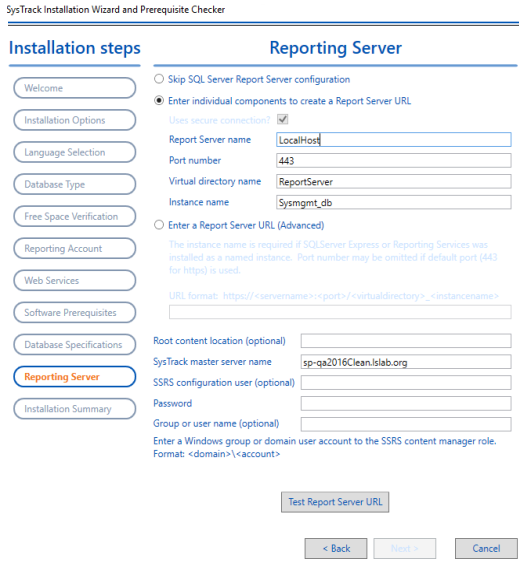 SysTrack Installation Wizard and Prerequisite Checker
Installation steps
Reporting Server
Welcome
Installation Options
Language Selection
Database Type
Free Space Verification
Reporting Account
Web Services
Software Prerequisites
Database Specifications
Reporting Server
Installation Summary
Skip SQL Server Report Server configuration
Enter individual components to create a Report Server URL
Uses secure connection?
Report Server name LocalHost
Port number 443
Virtual directory name ReportServer
Instance name Sysmgmt_db
Enter a Report Server URL (Advanced)
The instance name is required if SQLServer Express or Reporting Services was
installed as a named instance. Port number may be omitted if default port (443
for https) is used.
URL format: https://<servername>:<port>/<virtualdirectory>_<instancename>
Root content location (optional)
SysTrack master server name sp-qa2016Clean.lslab.org
SSRS configuration user (optional)
Password
Group or user name (optional)
Enter a Windows group or domain user account to the SSRS content manager role.
Format: <domain>\<account>
Test Report Server URL
< Back
Next >
Cancel